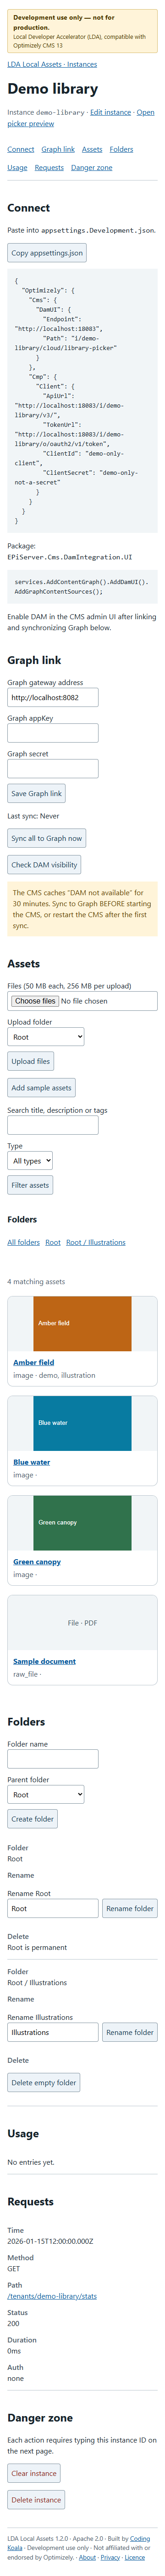 Development use only — not for
production.
Local Developer Accelerator (LDA), compatible with
Optimizely CMS 13
LDA Local Assets · Instances
Demo library
Instance demo-library · Edit instance · Open
picker preview
Connect Graph link Assets Folders
Usage Requests Danger zone
Connect
Paste into appsettings.Development.json.
Copy appsettings.json
{
"Optimizely": {
"Cms": {
"DamUI": {
"Endpoint":
"http://localhost:18083",
"Path": "i/demo-
library/cloud/library-picker"
}
},
"Cmp": {
"Client": {
"ApiUrl":
"http://localhost:18083/i/demo-
library/v3/",
"TokenUrl":
"http://localhost:18083/i/demo-
library/o/oauth2/v1/token",
"ClientId": "demo-only-
client",
"ClientSecret": "demo-only-
not-a-secret"
}
}
}
}
Package:
EPiServer.Cms.DamIntegration.UI
services.AddContentGraph().AddDamUI().
AddGraphContentSources();
Enable DAM in the CMS admin UI after linking
and synchronizing Graph below.
Graph link
Graph gateway address
http://localhost:8082
Graph appKey
Graph secret
Save Graph link
Last sync: Never
Sync all to Graph now
Check DAM visibility
The CMS caches "DAM not available" for
30 minutes. Sync to Graph BEFORE starting
the CMS, or restart the CMS after the first
sync.
Assets
Files (50 MB each, 256 MB per upload)
Choose files No file chosen
Upload folder
Root
Upload files
Add sample assets
Search title, description or tags
Type
All types
Filter assets
Folders
All folders Root Root / Illustrations
4 matching assets
Amber field
Amber field
image · demo, illustration
Blue water
Blue water
image ·
Green canopy
Green canopy
image ·
File · PDF
Sample document
raw_file ·
Folders
Folder name
Parent folder
Root
Create folder
Folder
Root
Rename
Rename Root
Root Rename folder
Delete
Root is permanent
Folder
Root / Illustrations
Rename
Rename Illustrations
Illustrations Rename folder
Delete
Delete empty folder
Usage
No entries yet.
Requests
Time
2026-01-15T12:00:00.000Z
Method
GET
Path
/tenants/demo-library/stats
Status
200
Duration
0ms
Auth
none
Danger zone
Each action requires typing this instance ID on
the next page.
Clear instance
Delete instance
LDA Local Assets 1.2.0 · Apache 2.0 · Built by Coding
Koala · Development use only · Not affiliated with or
endorsed by Optimizely. · About · Privacy · Licence